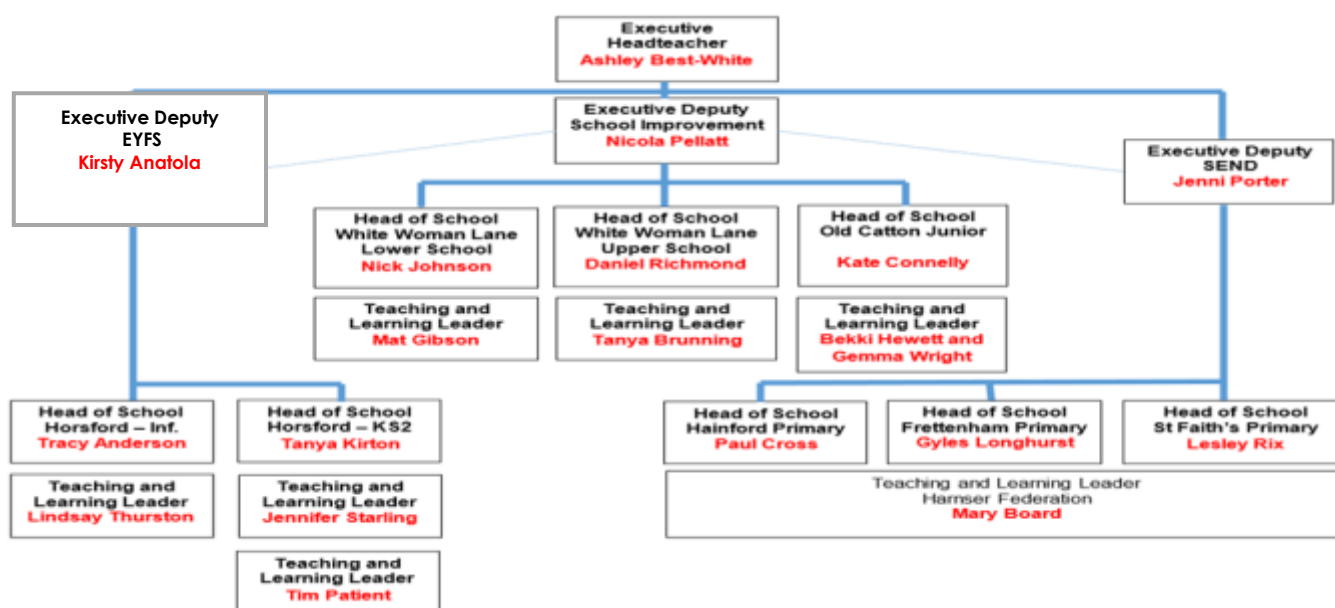 Executive
Headteacher
Ashley Best-White
Executive Deputy
EYFS
Kirsty Anatola
Executive Deputy
School Improvement
Nicola Pellatt
Executive Deputy
SEND
Jenni Porter
Head of School
White Woman Lane
Lower School
Nick Johnson
Head of School
White Woman Lane
Upper School
Daniel Richmond
Head of School
Old Catton Junior
Kate Connelly
Teaching and
Learning Leader
Mat Gibson
Teaching and
Learning Leader
Tanya Brunning
Teaching and
Learning Leader
Bekki Hewett and
Gemma Wright
Head of School
Horsford – Inf.
Tracy Anderson
Head of School
Horsford – KS2
Tanya Kirton
Head of School
Hainford Primary
Paul Cross
Head of School
Frettenham Primary
Gyles Longhurst
Head of School
St Faith's Primary
Lesley Rix
Teaching and
Learning Leader
Lindsay Thurston
Teaching and
Learning Leader
Jennifer Starling
Teaching and Learning Leader
Harnser Federation
Mary Board
Teaching and
Learning Leader
Tim Patient